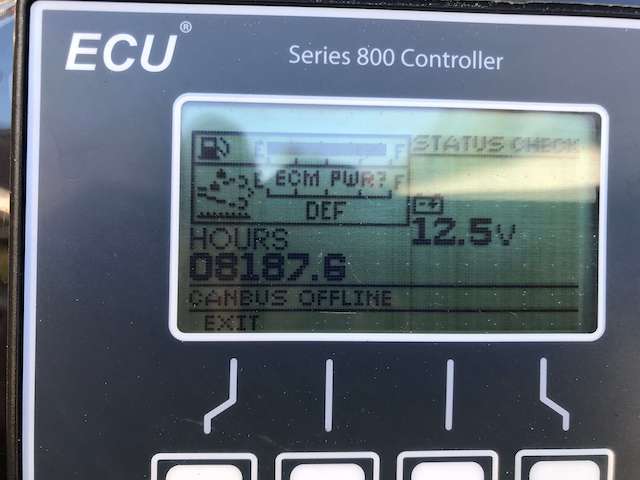 ECU®
Series 800 Controller
E F
STATUS CHECK
E ECM PWR? F
DEF
12.5V
HOURS
08187.6
CANBUS OFFLINE
EXIT